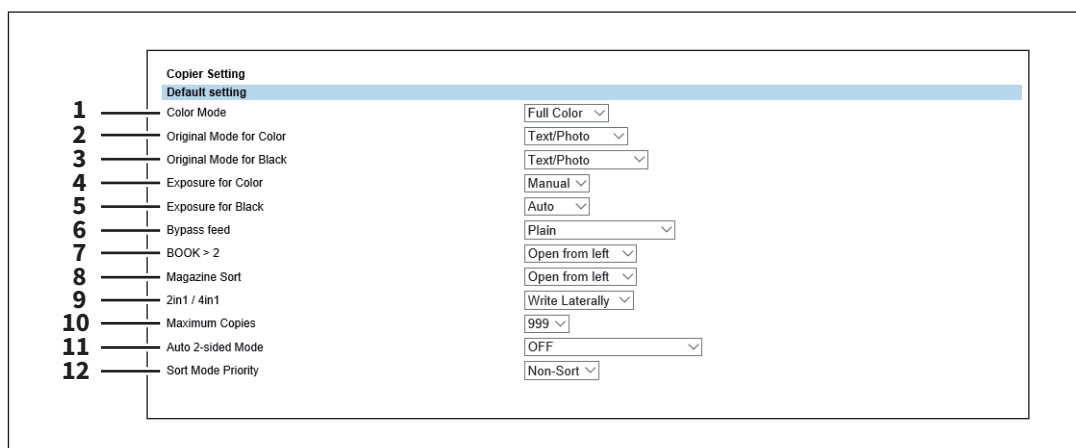 Copier Setting
Default setting
1 Color Mode Full Color
2 Original Mode for Color Text/Photo
3 Original Mode for Black Text/Photo
4 Exposure for Color Manual
5 Exposure for Black Auto
6 Bypass feed Plain
7 BOOK > 2 Open from left
8 Magazine Sort Open from left
9 2in1 / 4in1 Write Laterally
10 Maximum Copies 999
11 Auto 2-sided Mode OFF
12 Sort Mode Priority Non-Sort